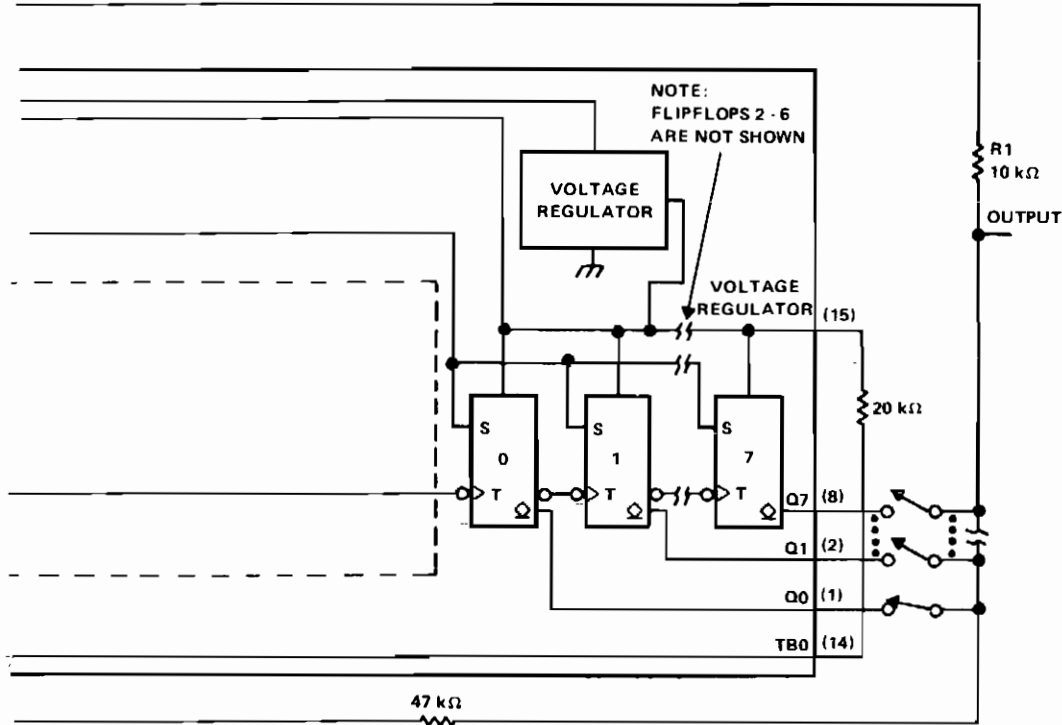 NOTE:
FLIPFLOPS 2 - 6
ARE NOT SHOWN
R1
10 kΩ
VOLTAGE
REGULATOR
OUTPUT
VOLTAGE
REGULATOR
(15)
20 kΩ
S
S
S
0
1
7
T
T
T
Q7
(8)
Q1
(2)
Q0
(1)
TB0
(14)
47 kΩ